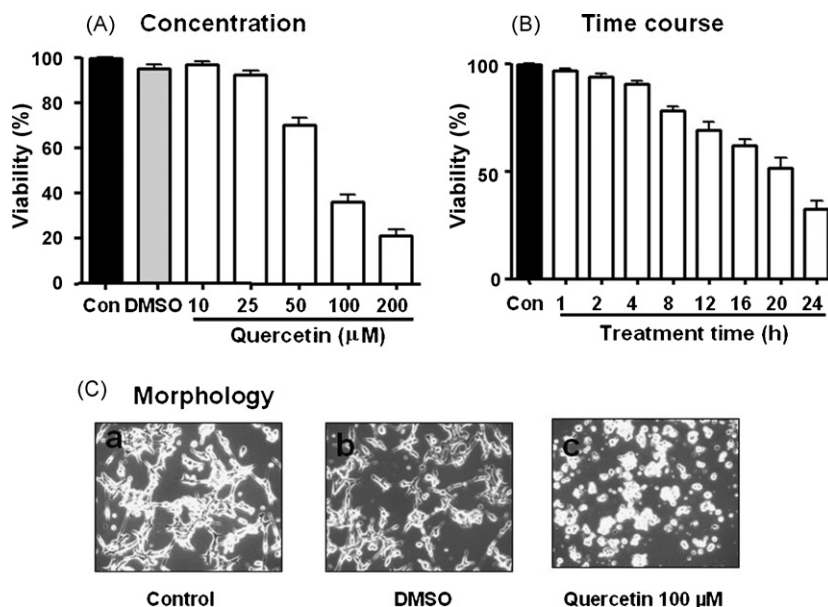 (A) Concentration
Viability (%)
100
80
60
40
20
0
Con DMSO 10 25 50 100 200
Quercetin (μM)
(B) Time course
Viability (%)
100
50
0
Con 1 2 4 8 12 16 20 24
Treatment time (h)
(C) Morphology
a
b
c
Control
DMSO
Quercetin 100 μM